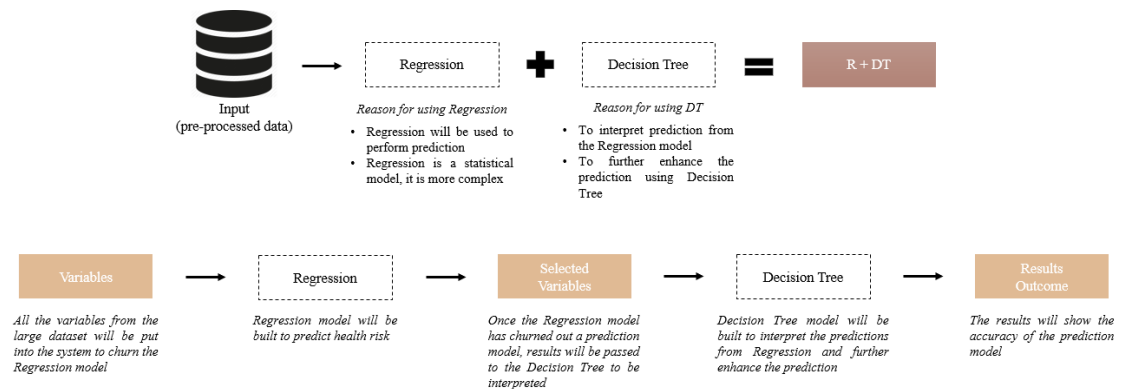 Input
(pre-processed data)
Regression
Decision Tree
R + DT
Reason for using Regression
• Regression will be used to
perform prediction
• Regression is a statistical
model, it is more complex
Reason for using DT
• To interpret prediction from
the Regression model
• To further enhance the
prediction using Decision
Tree
Variables
Regression
Selected
Variables
Decision Tree
Results
Outcome
All the variables from the
large dataset will be put
into the system to churn the
Regression model
Regression model will be
built to predict health risk
Once the Regression model
has churned out a prediction
model, results will be passed
to the Decision Tree to be
interpreted
Decision Tree model will be
built to interpret the predictions
from Regression and further
enhance the prediction
The results will show the
accuracy of the prediction
model